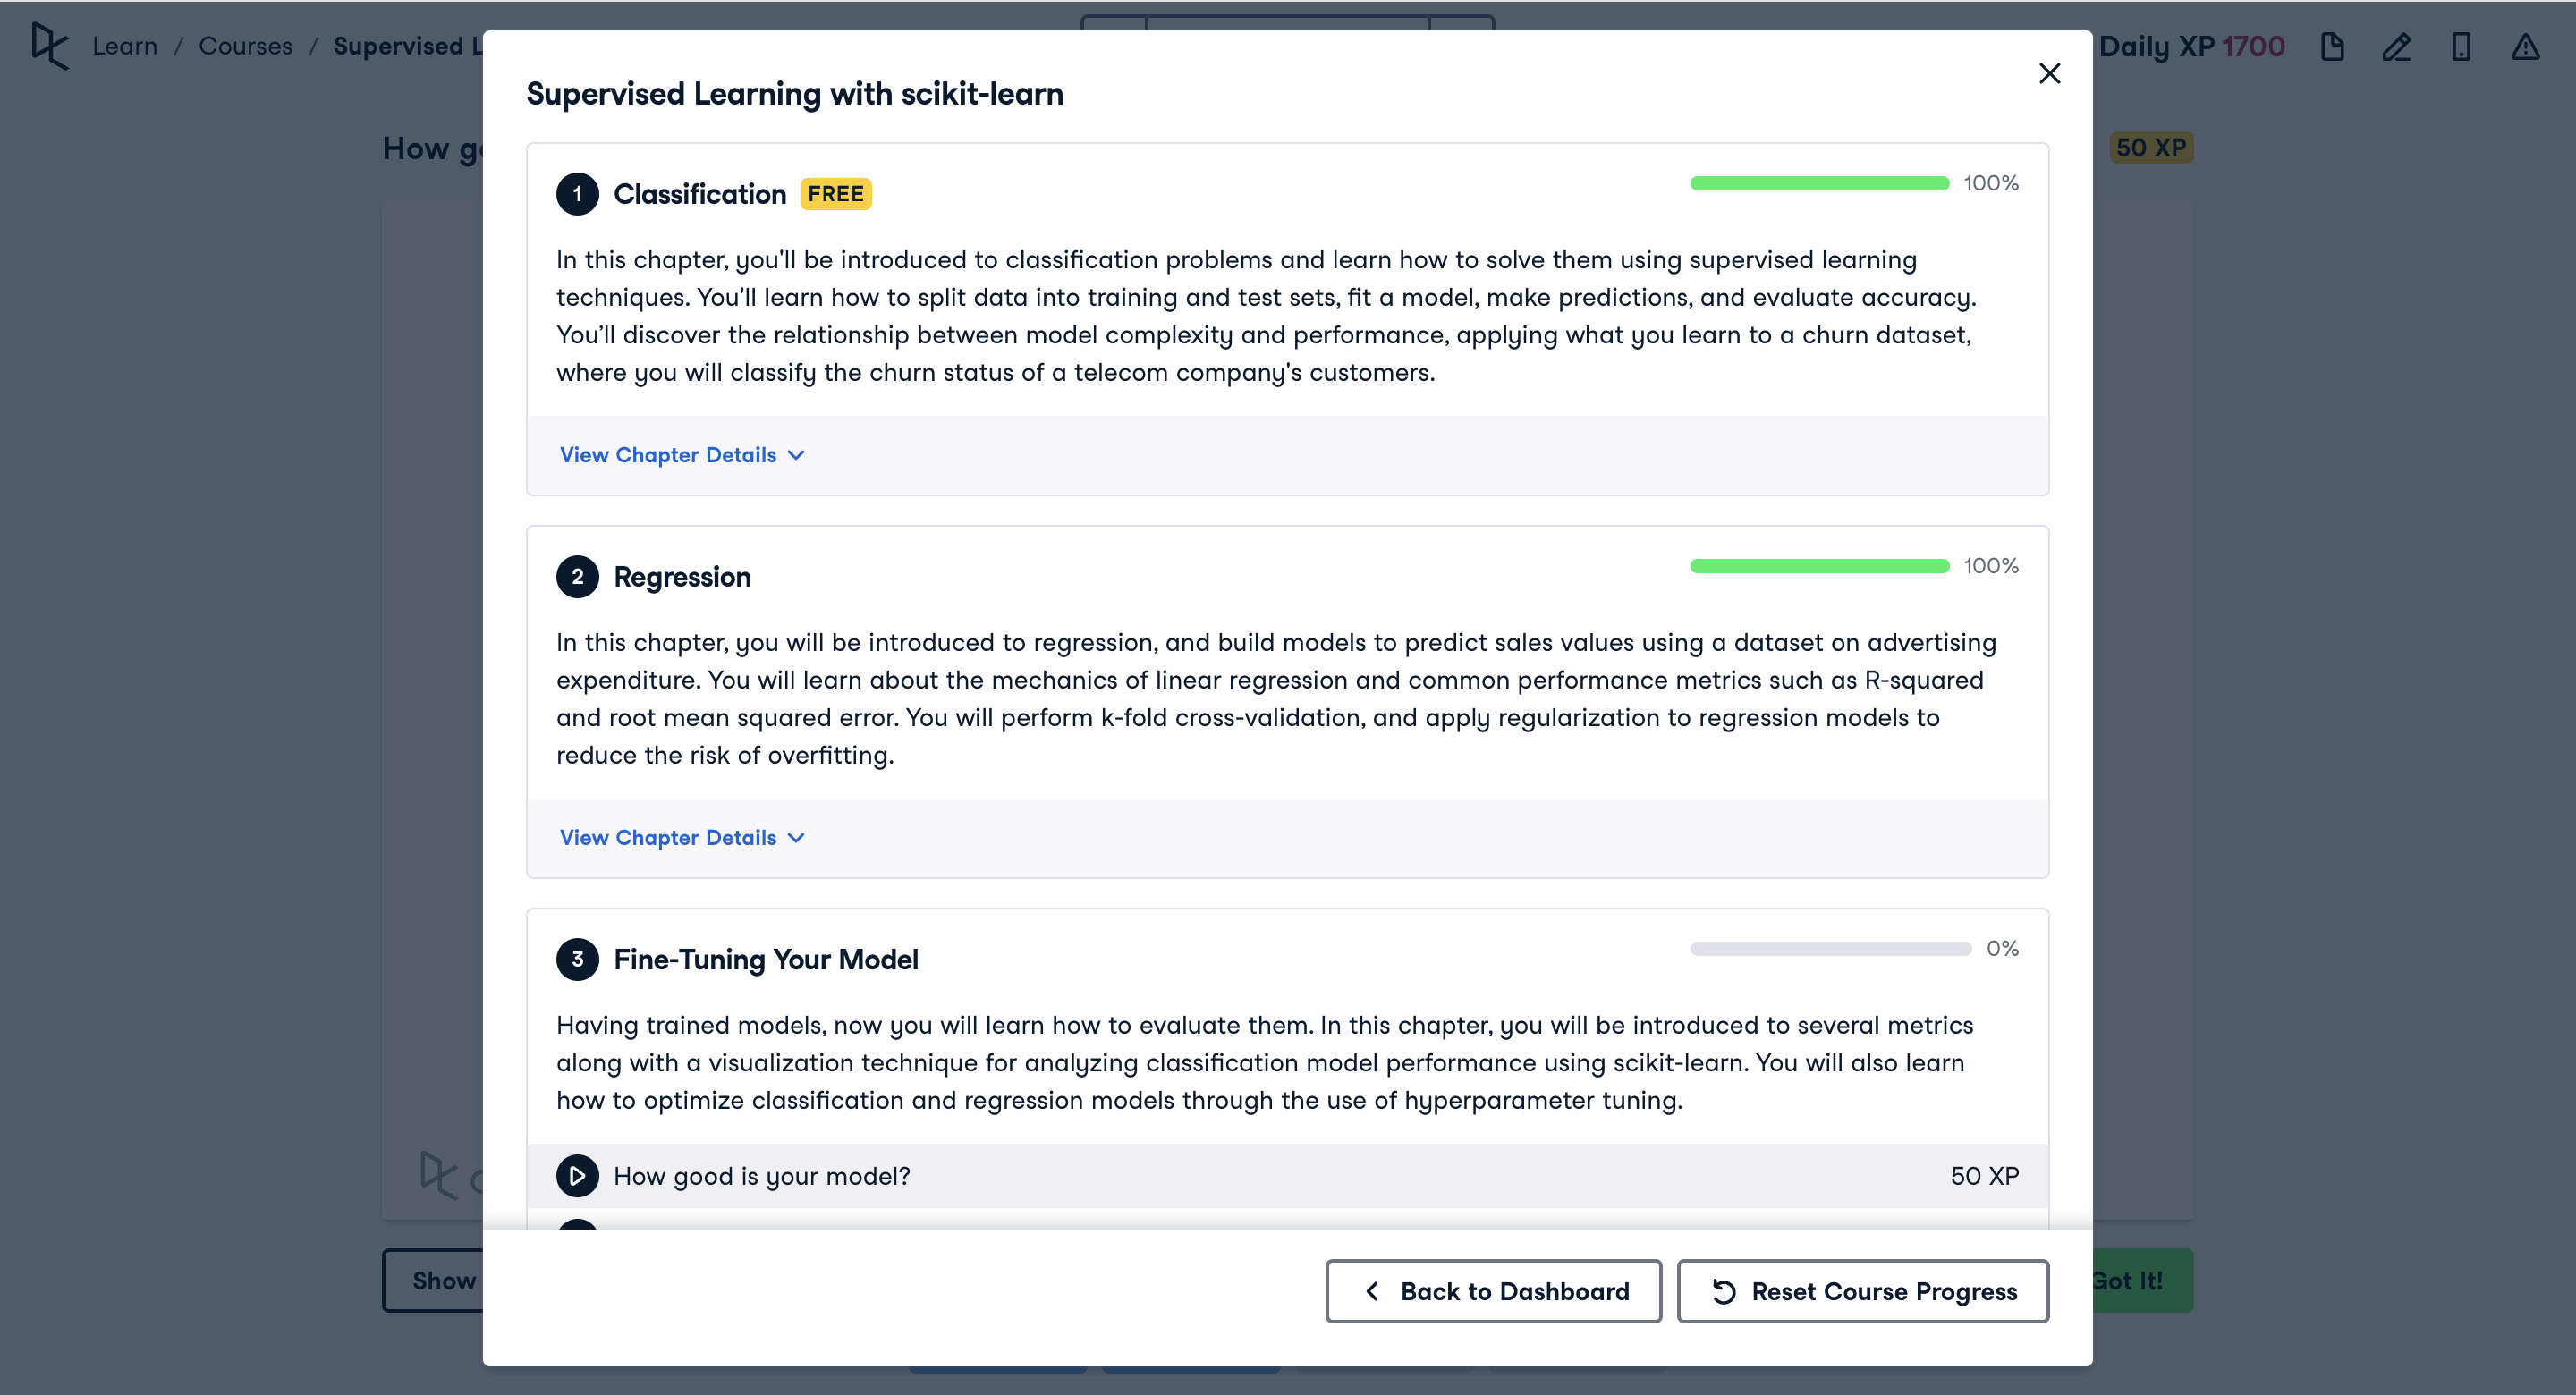 Learn / Courses / Supervised L
Daily XP 1700
Supervised Learning with scikit-learn
How
50 XP
1 Classification FREE
100%
In this chapter, you'll be introduced to classification problems and learn how to solve them using supervised learning
techniques. You'll learn how to split data into training and test sets, fit a model, make predictions, and evaluate accuracy.
You’ll discover the relationship between model complexity and performance, applying what you learn to a churn dataset,
where you will classify the churn status of a telecom company's customers.
View Chapter Details
2 Regression
100%
In this chapter, you will be introduced to regression, and build models to predict sales values using a dataset on advertising
expenditure. You will learn about the mechanics of linear regression and common performance metrics such as R-squared
and root mean squared error. You will perform k-fold cross-validation, and apply regularization to regression models to
reduce the risk of overfitting.
View Chapter Details
3 Fine-Tuning Your Model
0%
Having trained models, now you will learn how to evaluate them. In this chapter, you will be introduced to several metrics
along with a visualization technique for analyzing classification model performance using scikit-learn. You will also learn
how to optimize classification and regression models through the use of hyperparameter tuning.
How good is your model?
50 XP
Show
Back to Dashboard
Reset Course Progress
Got It!